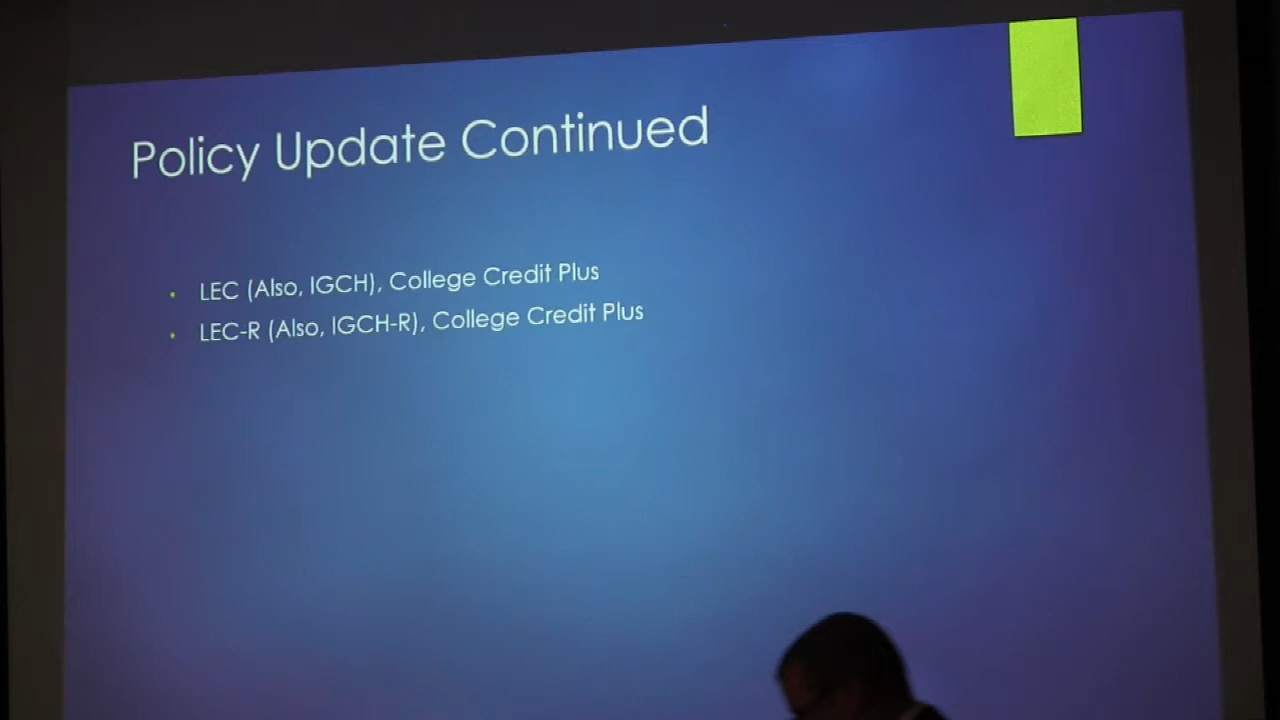 Policy Update Continued
LEC (Also, IGCH), College Credit Plus
LEC-R (Also, IGCH-R), College Credit Plus